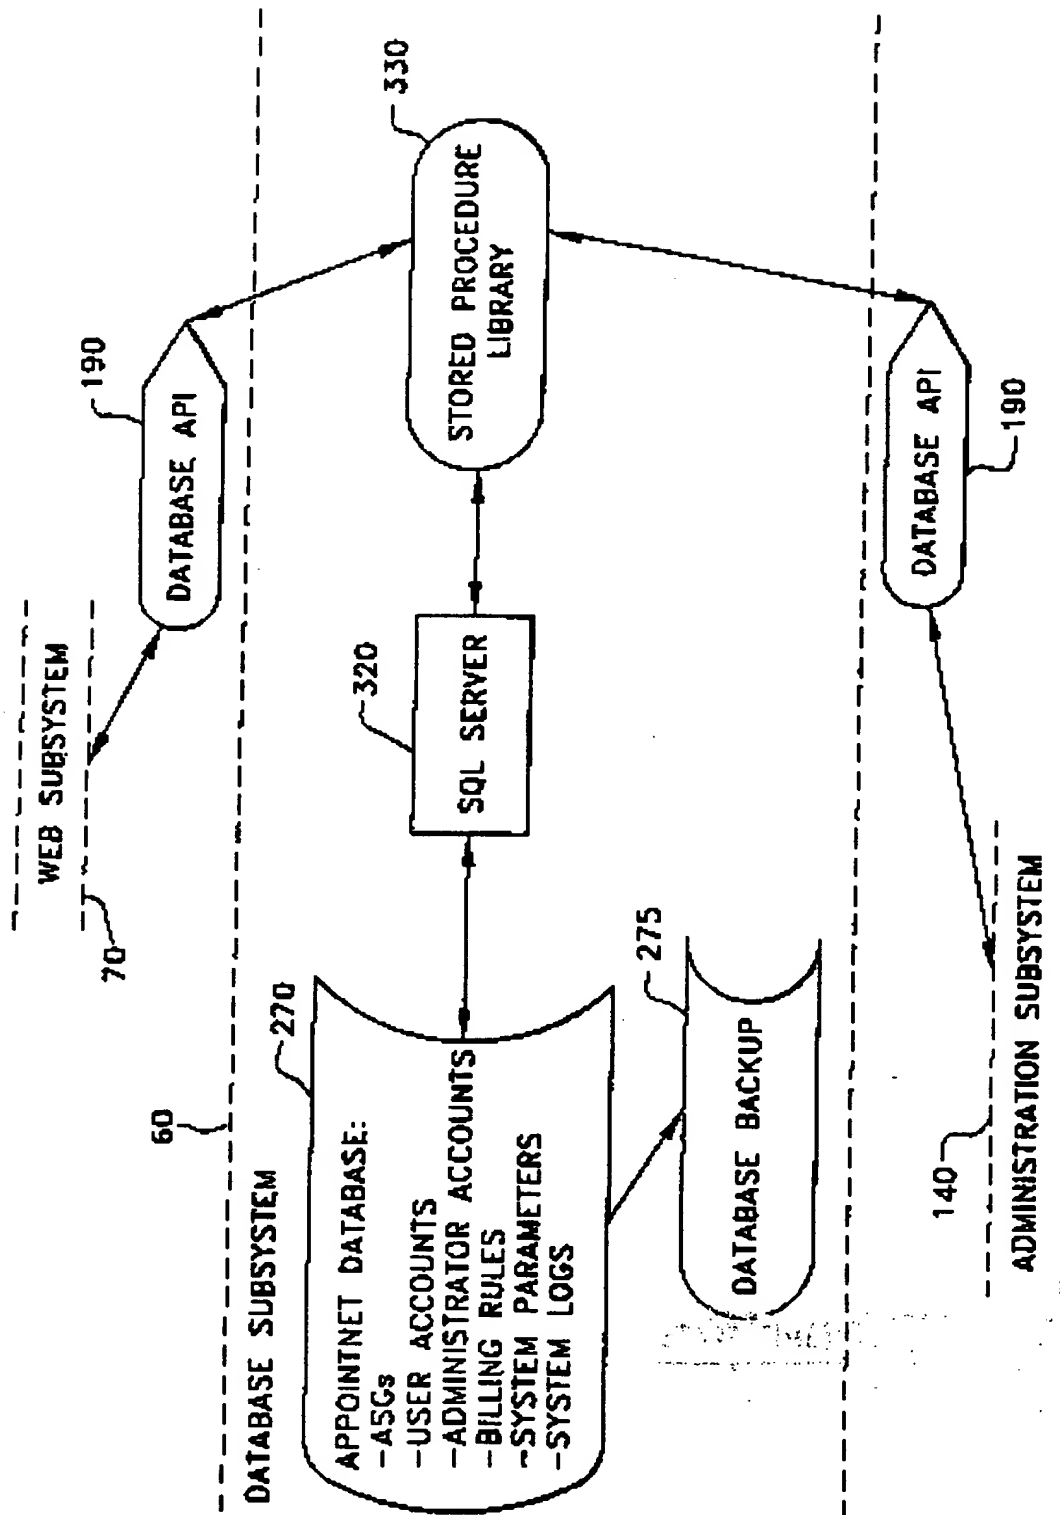 WEB SUBSYSTEM
70
190
DATABASE API
60
DATABASE SUBSYSTEM
270
APPOINTNET DATABASE:
-ASGs
-USER ACCOUNTS
-ADMINISTRATOR ACCOUNTS
-BILLING RULES
-SYSTEM PARAMETERS
-SYSTEM LOGS
320
SQL SERVER
330
STORED PROCEDURE
LIBRARY
275
DATABASE BACKUP
DATABASE API
190
140
ADMINISTRATION SUBSYSTEM